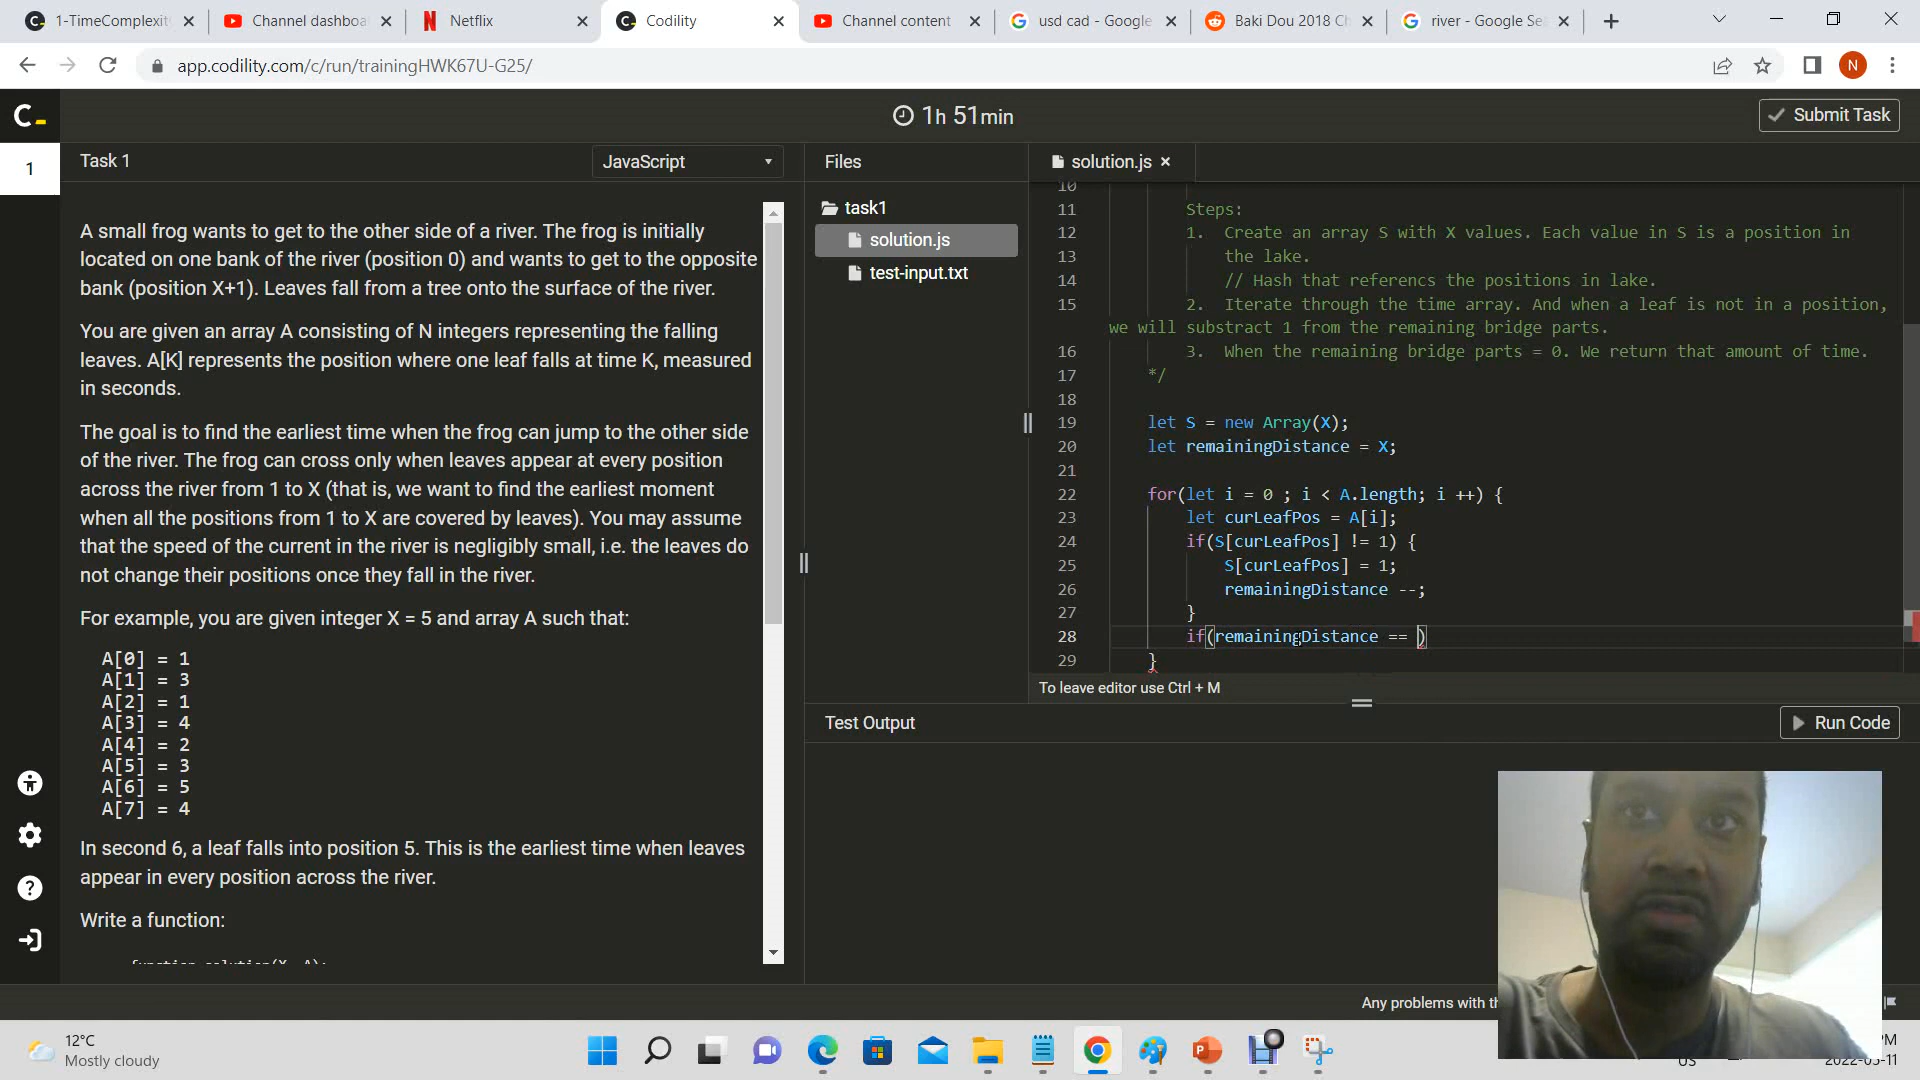 1-TimeComplexit
Channel dashboa
Netflix
Codility
Channel content
usd cad - Google
Baki Dou 2018 Ch
river - Google Se
app.codility.com/c/run/trainingHWK67U-G25/
N
C
1h 51min
Submit Task
1
Task 1
JavaScript
Files
solution.js
A small frog wants to get to the other side of a river. The frog is initially
located on one bank of the river (position 0) and wants to get to the opposite
bank (position X+1). Leaves fall from a tree onto the surface of the river.
You are given an array A consisting of N integers representing the falling
leaves. A[K] represents the position where one leaf falls at time K, measured
in seconds.
The goal is to find the earliest time when the frog can jump to the other side
of the river. The frog can cross only when leaves appear at every position
across the river from 1 to X (that is, we want to find the earliest moment
when all the positions from 1 to X are covered by leaves). You may assume
that the speed of the current in the river is negligibly small, i.e. the leaves do
not change their positions once they fall in the river.
For example, you are given integer X = 5 and array A such that:
A[0] = 1
A[1] = 3
A[2] = 1
A[3] = 4
A[4] = 2
A[5] = 3
A[6] = 5
A[7] = 4
In second 6, a leaf falls into position 5. This is the earliest time when leaves
appear in every position across the river.
Write a function:
function solution(X, A);
task1
solution.js
test-input.txt
10
11 Steps:
12 1. Create an array S with X values. Each value in S is a position in
13 the lake.
14 // Hash that referencs the positions in lake.
15 2. Iterate through the time array. And when a leaf is not in a position,
we will substract 1 from the remaining bridge parts.
16 3. When the remaining bridge parts = 0. We return that amount of time.
17 */
18
19 let S = new Array(X);
20 let remainingDistance = X;
21
22 for(let i = 0 ; i < A.length; i ++) {
23 let curLeafPos = A[i];
24 if(S[curLeafPos] != 1) {
25 S[curLeafPos] = 1;
26 remainingDistance --;
27 }
28 if(remainingDistance == )
29 }
To leave editor use Ctrl + M
Test Output
Run Code
Any problems with th
12°C
Mostly cloudy
PM
US
2022-05-11